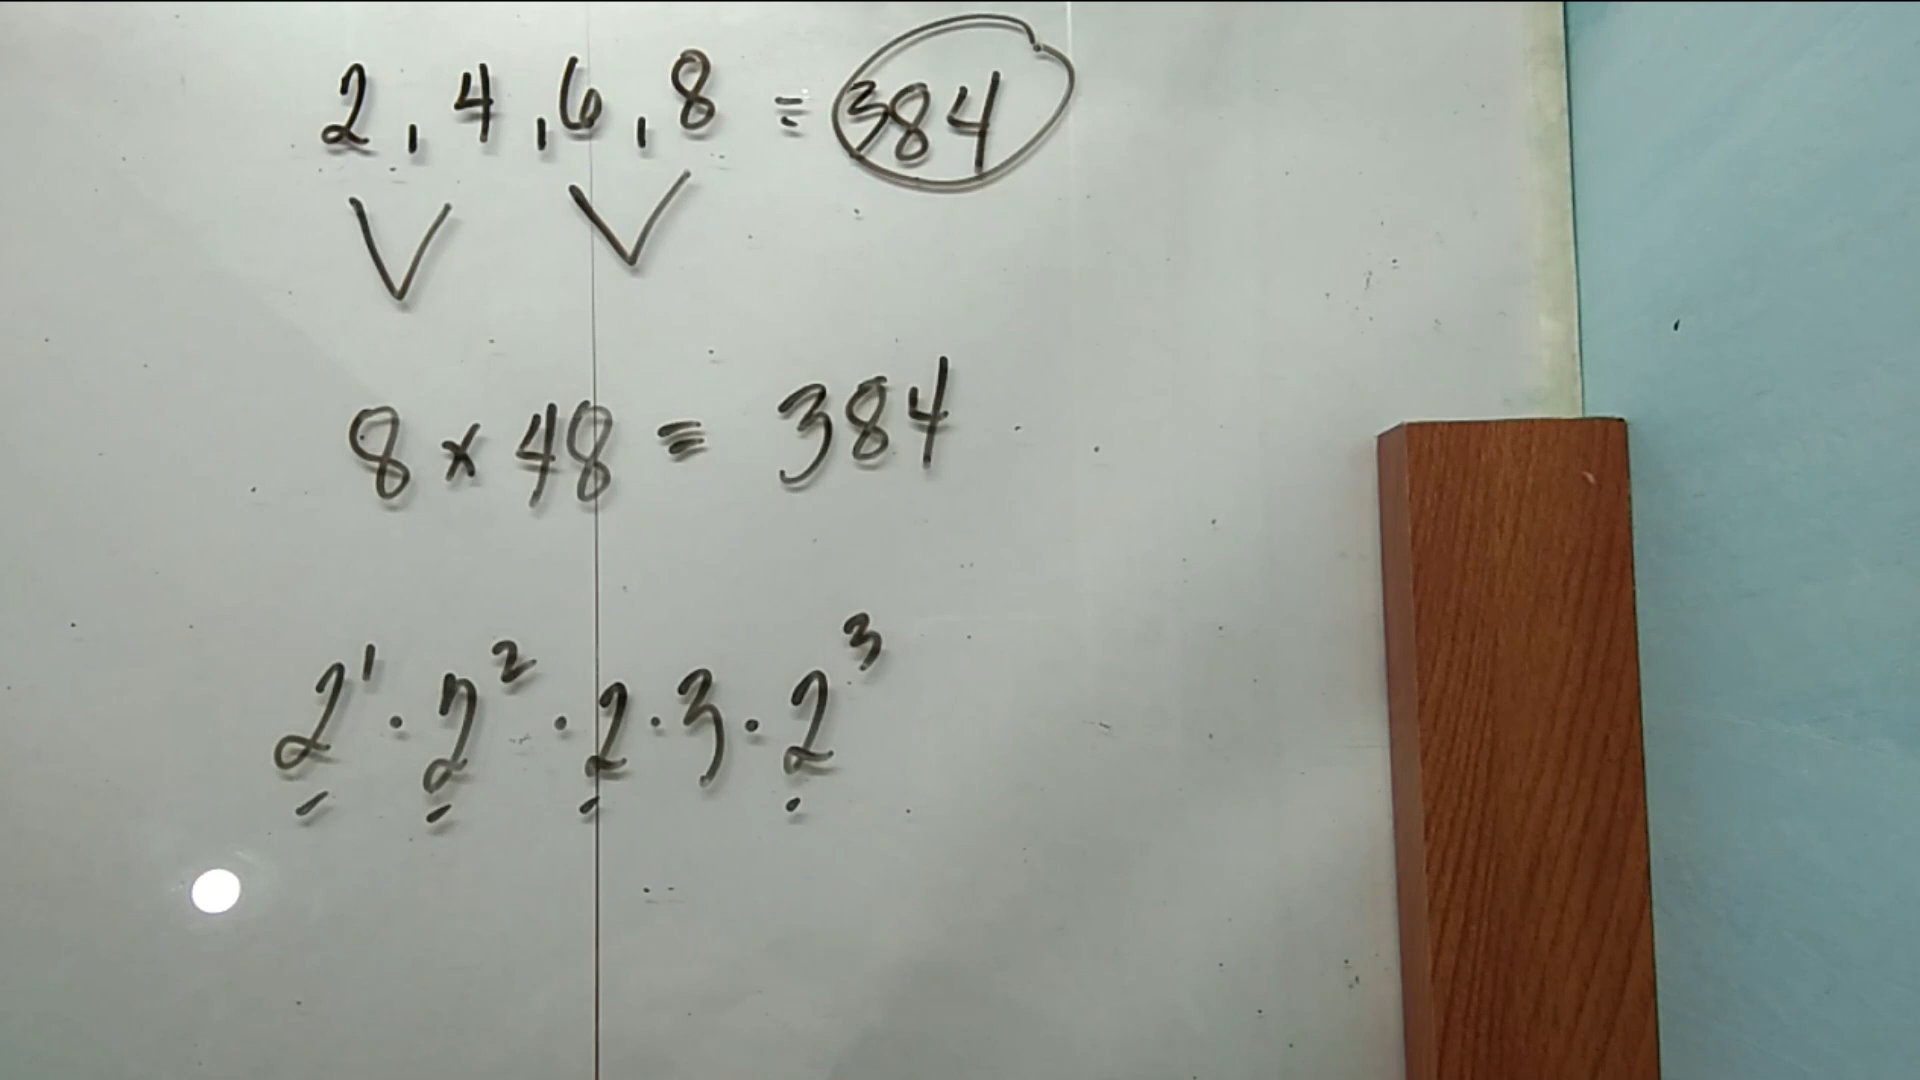 2, 4, 6, 8 = 384
8 × 48 = 384
2¹ · 2² · 2 · 3 · 2³